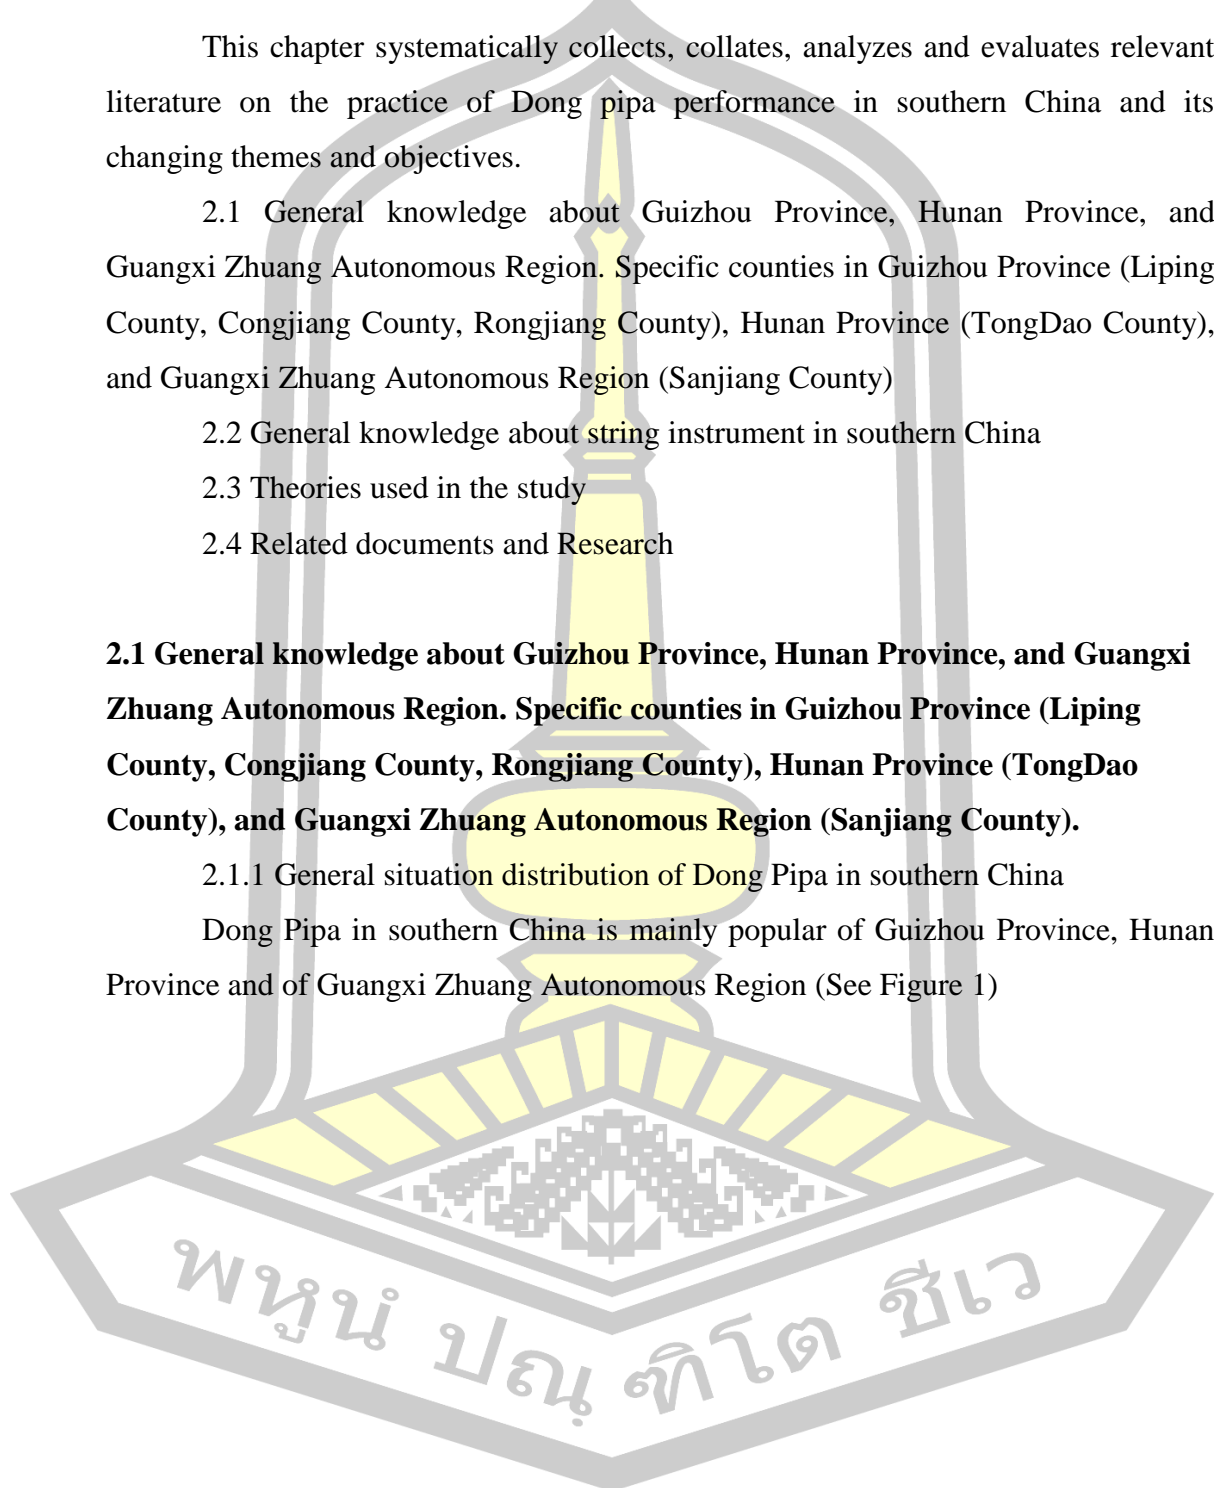 This chapter systematically collects, collates, analyzes and evaluates relevant
literature on the practice of Dong pipa performance in southern China and its
changing themes and objectives.
2.1 General knowledge about Guizhou Province, Hunan Province, and
Guangxi Zhuang Autonomous Region. Specific counties in Guizhou Province (Liping
County, Congjiang County, Rongjiang County), Hunan Province (TongDao County),
and Guangxi Zhuang Autonomous Region (Sanjiang County)
2.2 General knowledge about string instrument in southern China
2.3 Theories used in the study
2.4 Related documents and Research
2.1 General knowledge about Guizhou Province, Hunan Province, and Guangxi
Zhuang Autonomous Region. Specific counties in Guizhou Province (Liping
County, Congjiang County, Rongjiang County), Hunan Province (TongDao
County), and Guangxi Zhuang Autonomous Region (Sanjiang County).
2.1.1 General situation distribution of Dong Pipa in southern China
Dong Pipa in southern China is mainly popular of Guizhou Province, Hunan
Province and of Guangxi Zhuang Autonomous Region (See Figure 1)
พหูนํ ปณฺฑิโต ชีเว